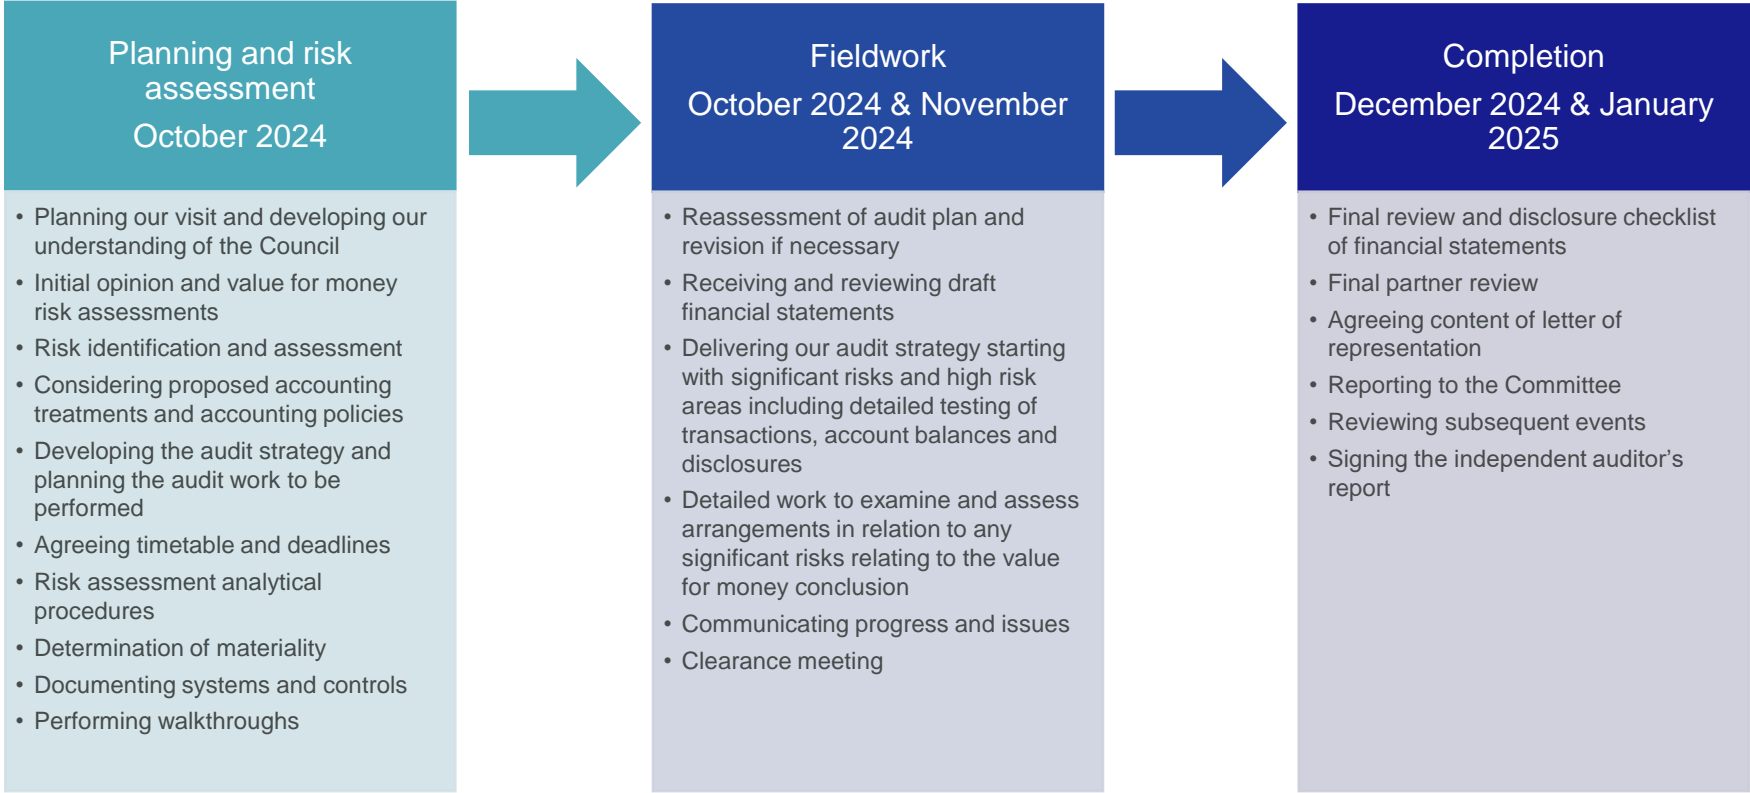 Planning and risk
assessment
October 2024
• Planning our visit and developing our
understanding of the Council
• Initial opinion and value for money
risk assessments
• Risk identification and assessment
• Considering proposed accounting
treatments and accounting policies
• Developing the audit strategy and
planning the audit work to be
performed
• Agreeing timetable and deadlines
• Risk assessment analytical
procedures
• Determination of materiality
• Documenting systems and controls
• Performing walkthroughs
Fieldwork
October 2024 & November
2024
• Reassessment of audit plan and
revision if necessary
• Receiving and reviewing draft
financial statements
• Delivering our audit strategy starting
with significant risks and high risk
areas including detailed testing of
transactions, account balances and
disclosures
• Detailed work to examine and assess
arrangements in relation to any
significant risks relating to the value
for money conclusion
• Communicating progress and issues
• Clearance meeting
Completion
December 2024 & January
2025
• Final review and disclosure checklist
of financial statements
• Final partner review
• Agreeing content of letter of
representation
• Reporting to the Committee
• Reviewing subsequent events
• Signing the independent auditor’s
report